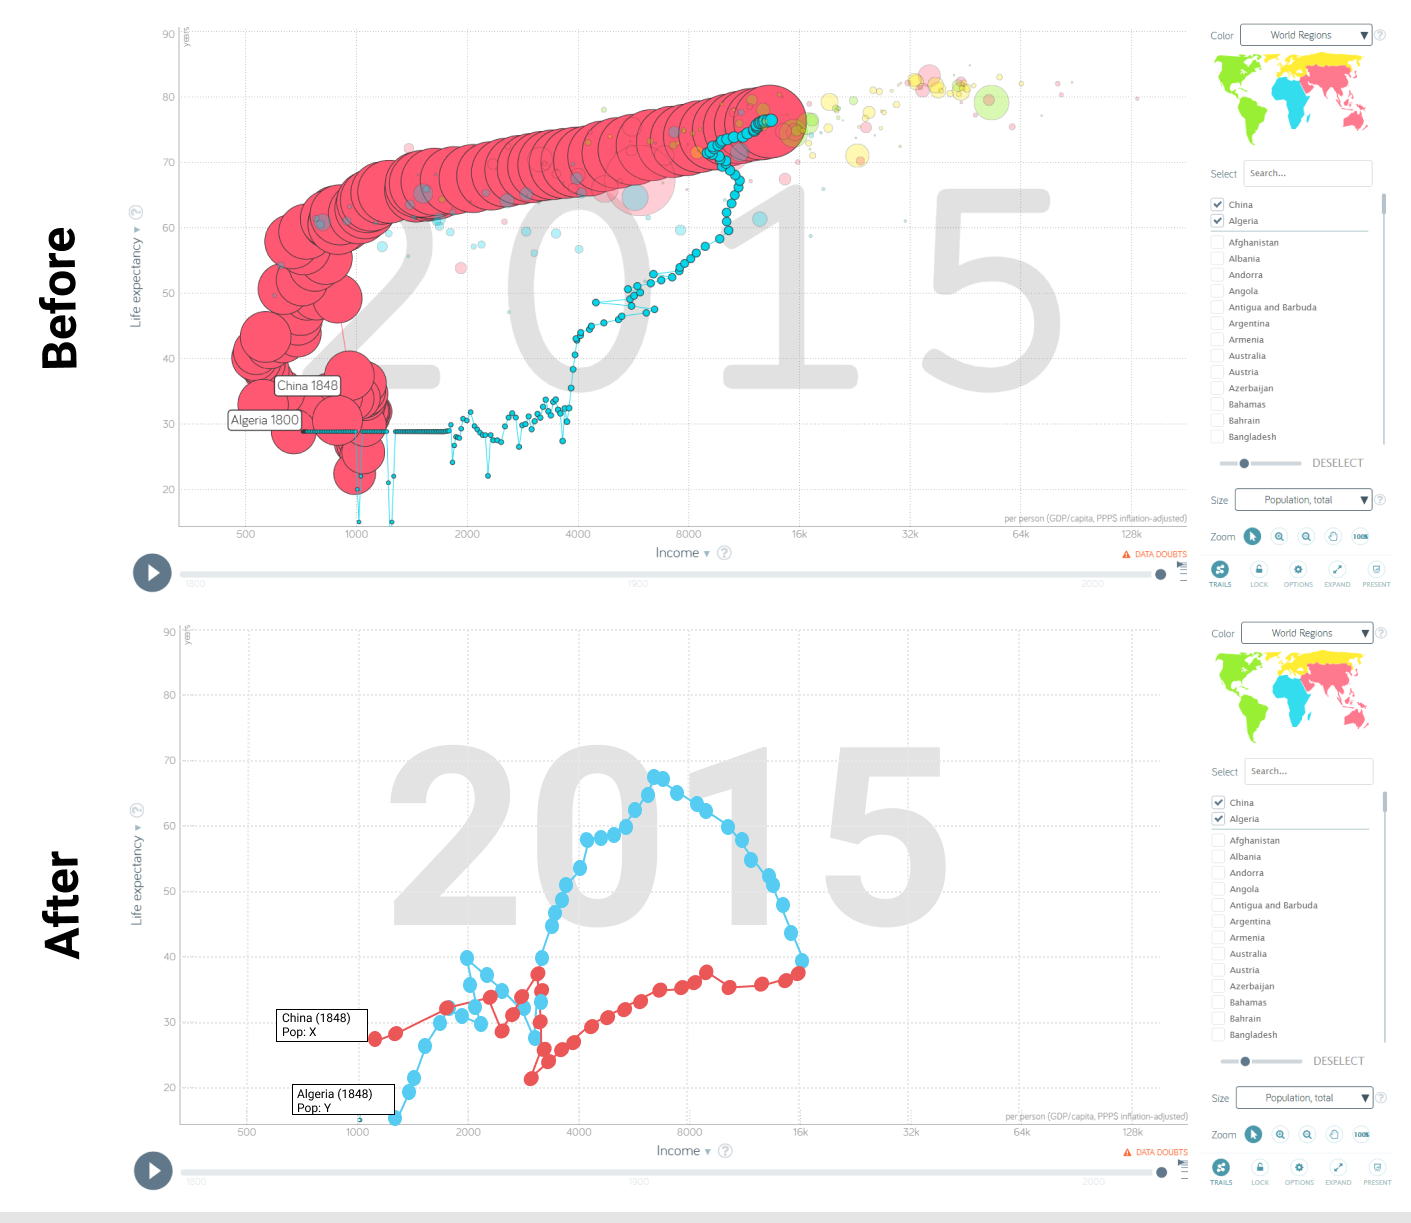 Before
90
years
80
70
60
50
40
30
20
Life expectancy ▾ ?
2015
China 1848
Algeria 1800
per person (GDP/capita, PPP$ inflation-adjusted)
500 1000 2000 4000 8000 16k 32k 64k 128k
Income ▾ ?
DATA DOUBTS
1800 1900 2000
Color World Regions ▼ ?
Select Search...
China
Algeria
Afghanistan
Albania
Andorra
Angola
Antigua and Barbuda
Argentina
Armenia
Australia
Austria
Azerbaijan
Bahamas
Bahrain
Bangladesh
DESELECT
Size Population, total ▼ ?
Zoom 100%
TRAILS LOCK OPTIONS EXPAND PRESENT
After
90
years
80
70
60
50
40
30
20
Life expectancy ▾ ?
2015
China (1848)
Pop: X
Algeria (1848)
Pop: Y
per person (GDP/capita, PPP$ inflation-adjusted)
500 1000 2000 4000 8000 16k 32k 64k 128k
Income ▾ ?
DATA DOUBTS
1800 1900 2000
Color World Regions ▼ ?
Select Search...
China
Algeria
Afghanistan
Albania
Andorra
Angola
Antigua and Barbuda
Argentina
Armenia
Australia
Austria
Azerbaijan
Bahamas
Bahrain
Bangladesh
DESELECT
Size Population, total ▼ ?
Zoom 100%
TRAILS LOCK OPTIONS EXPAND PRESENT